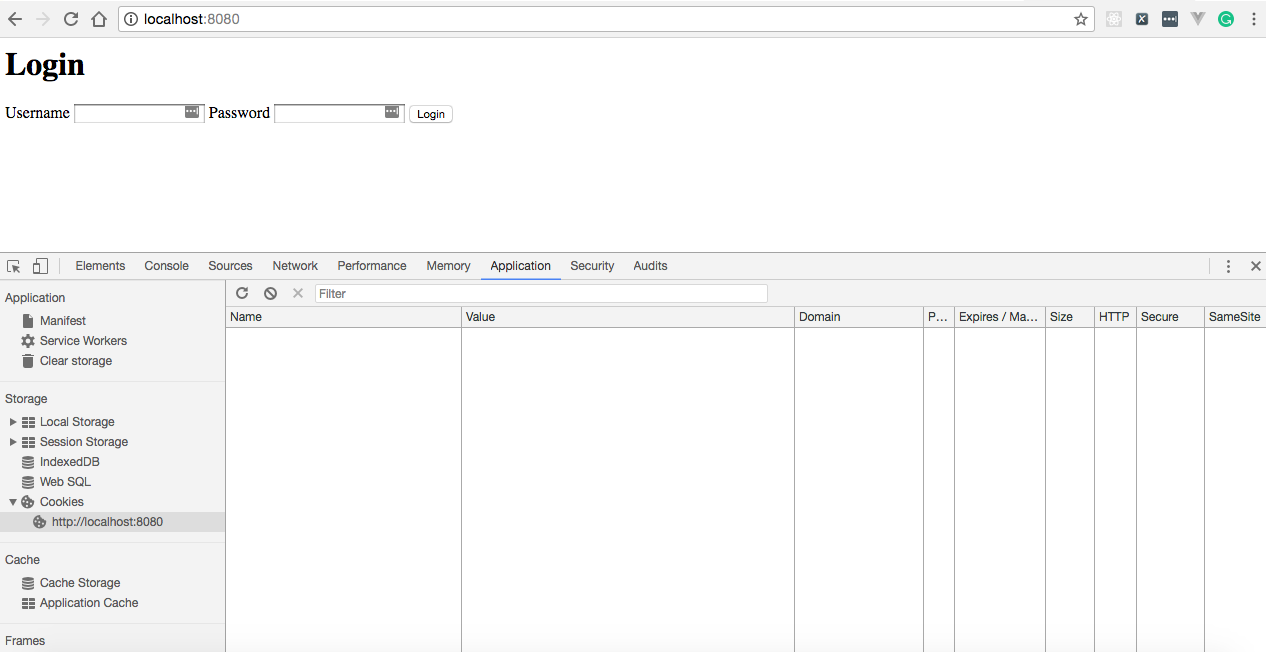 localhost:8080
Login
Username Password Login
Elements Console Sources Network Performance Memory Application Security Audits
Application
Filter
Name Value Domain P... Expires / Ma... Size HTTP Secure SameSite
Manifest
Service Workers
Clear storage
Storage
Local Storage
Session Storage
IndexedDB
Web SQL
Cookies
http://localhost:8080
Cache
Cache Storage
Application Cache
Frames